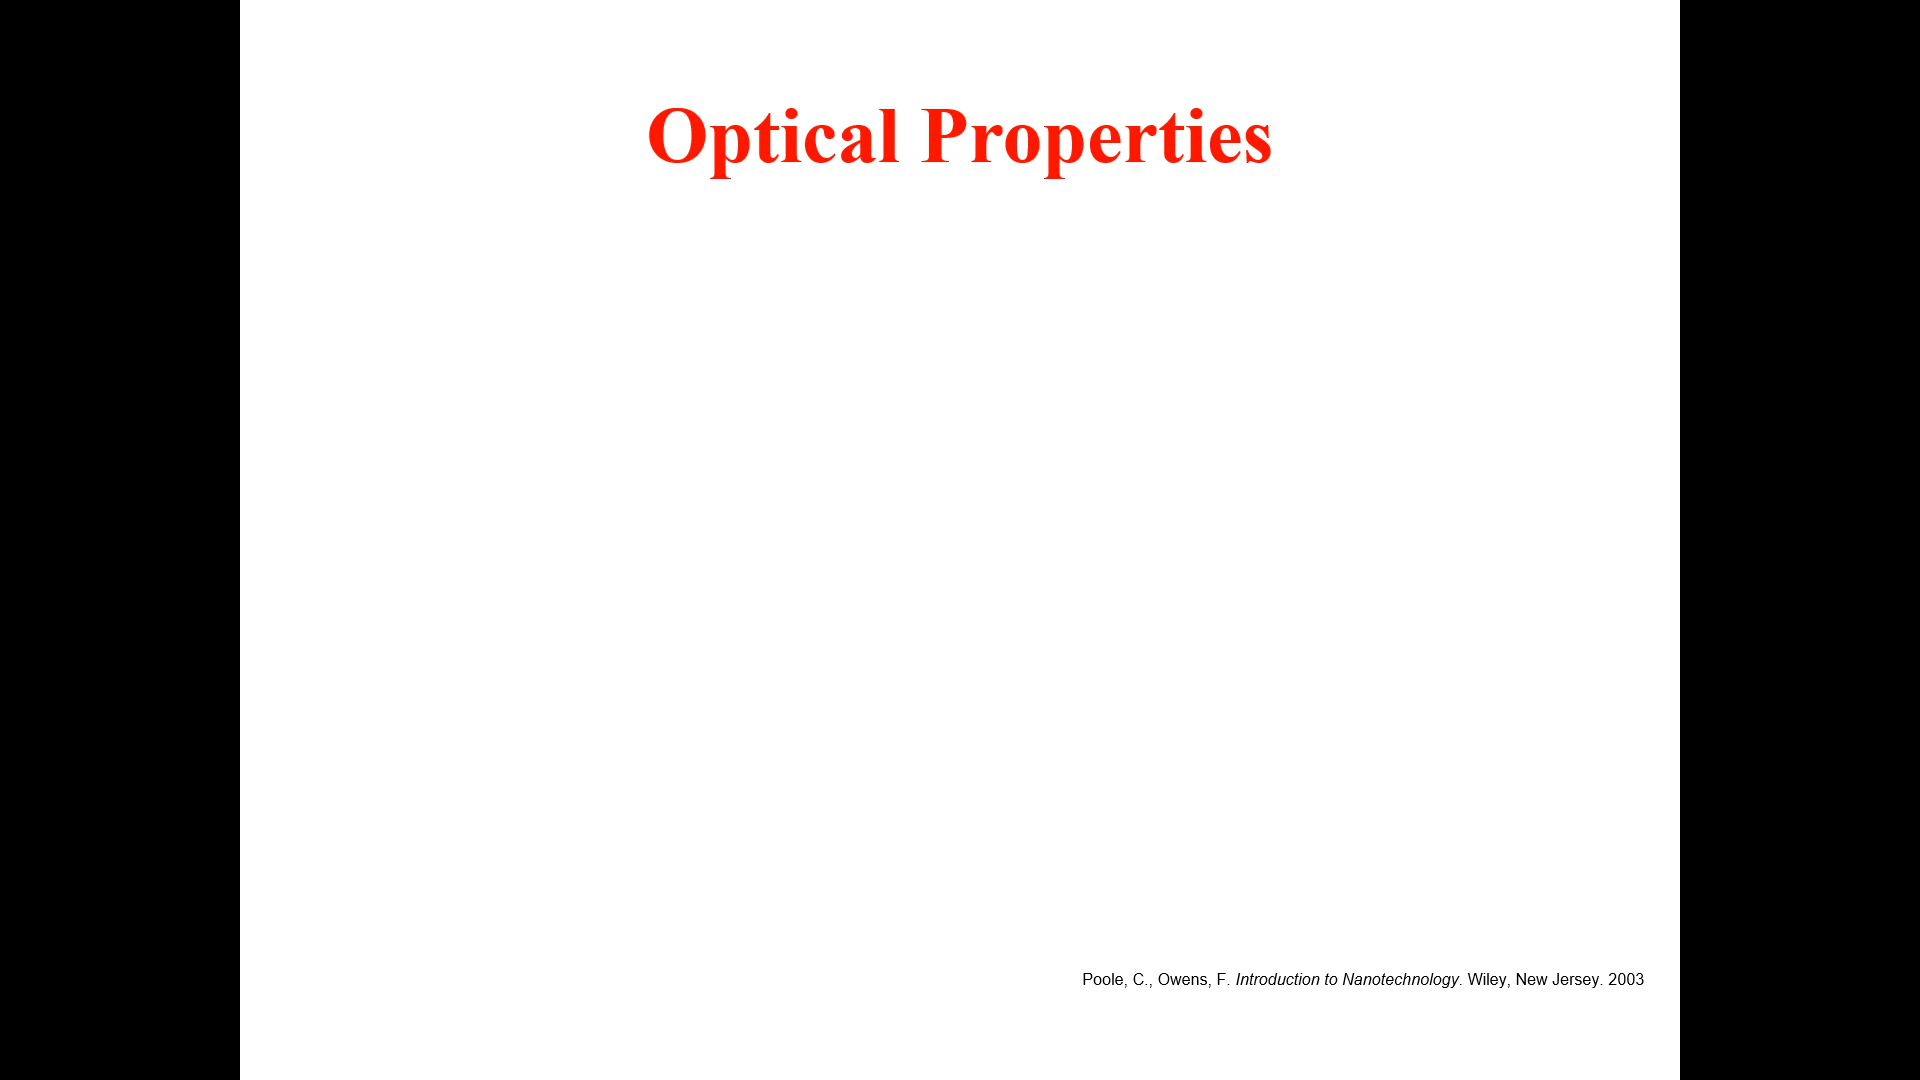 Optical Properties
Poole, C., Owens, F. Introduction to Nanotechnology. Wiley, New Jersey. 2003